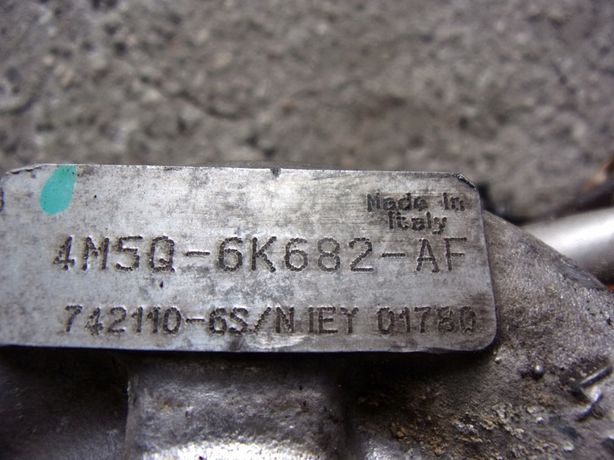 Made In
Italy
4M5Q-6K682-AF
742110-6S/N IEY 01780